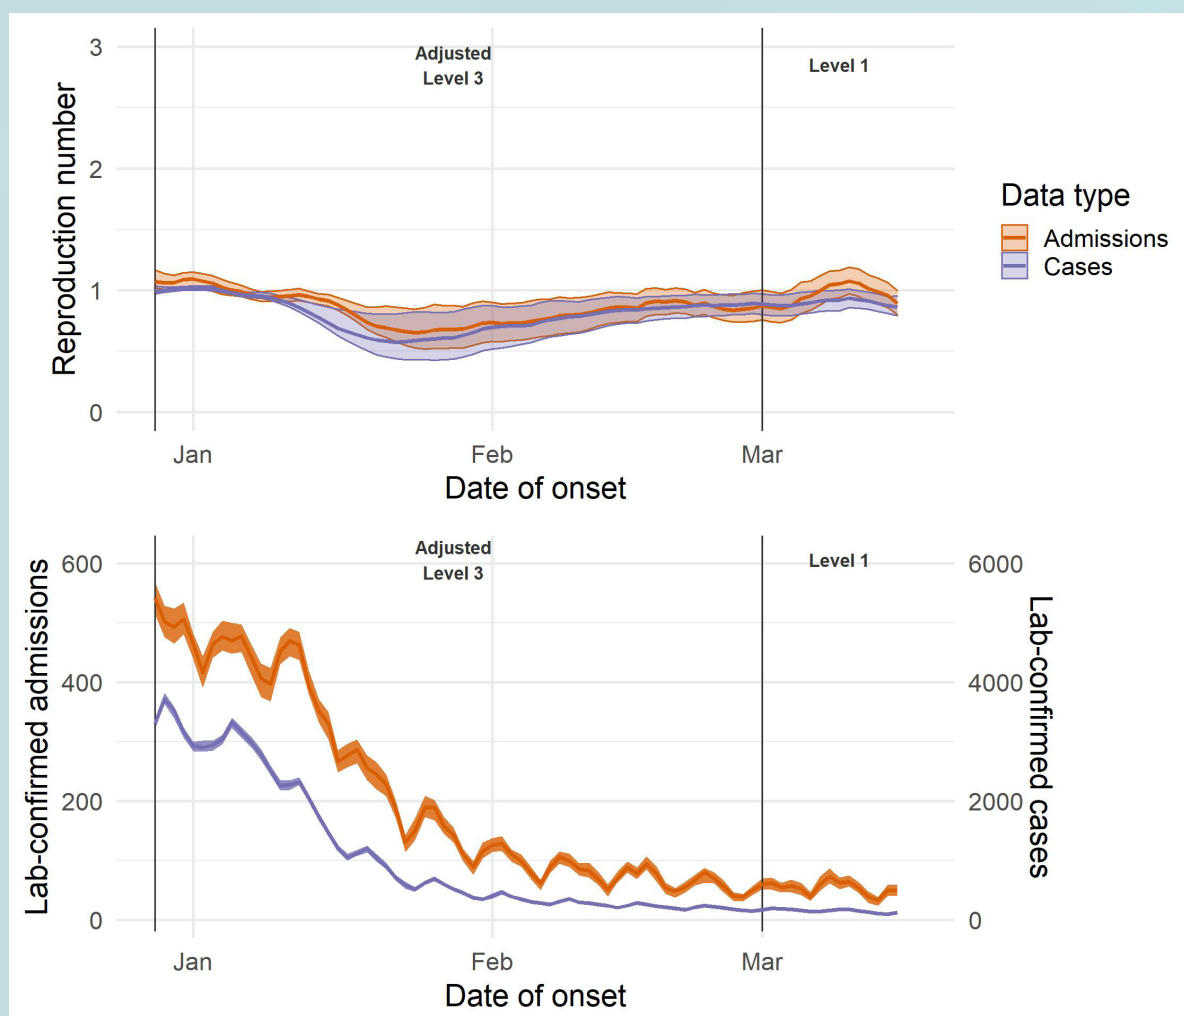 3
2
1
0
Reproduction number
Adjusted
Level 3
Level 1
Jan
Feb
Mar
Date of onset
Data type
Admissions
Cases
600
400
200
0
Lab-confirmed admissions
Adjusted
Level 3
Level 1
6000
4000
2000
0
Lab-confirmed cases
Jan
Feb
Mar
Date of onset